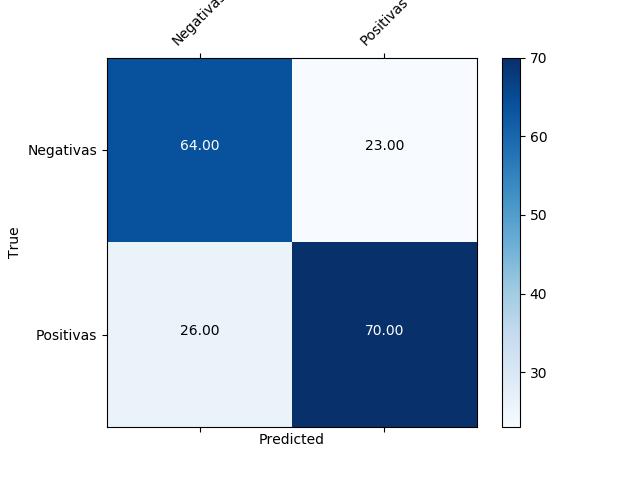 Negativas
Positivas
70
Negativas
64.00
23.00
60
50
True
40
Positivas
26.00
70.00
30
Predicted